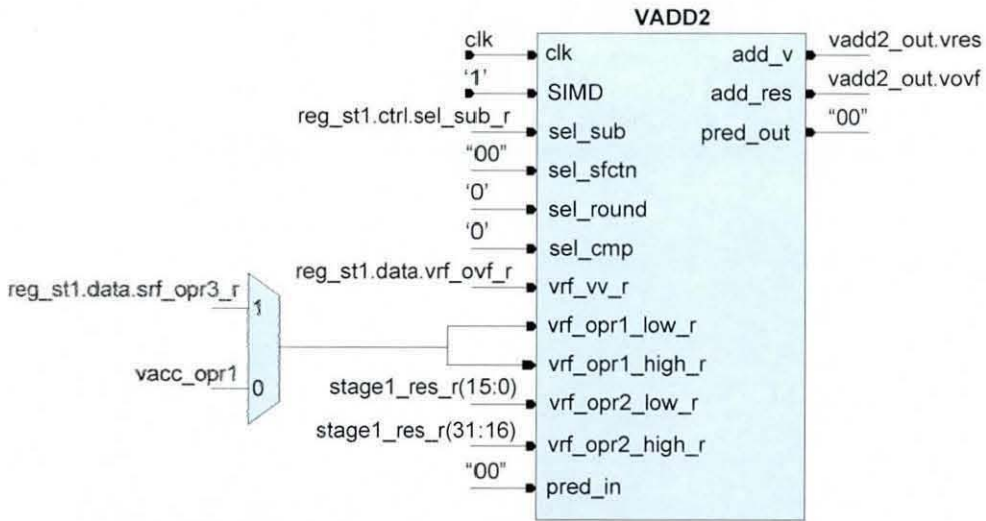 VADD2
clk clk add_v vadd2_out.vres
'1' SIMD add_res vadd2_out.vovf
reg_st1.ctrl.sel_sub_r sel_sub pred_out "00"
"00" sel_sfctn
'0' sel_round
'0' sel_cmp
reg_st1.data.vrf_ovf_r vrf_vv_r
reg_st1.data.srf_opr3_r 1 vrf_opr1_low_r
vacc_opr1 0 vrf_opr1_high_r
stage1_res_r(15:0) vrf_opr2_low_r
stage1_res_r(31:16) vrf_opr2_high_r
"00" pred_in